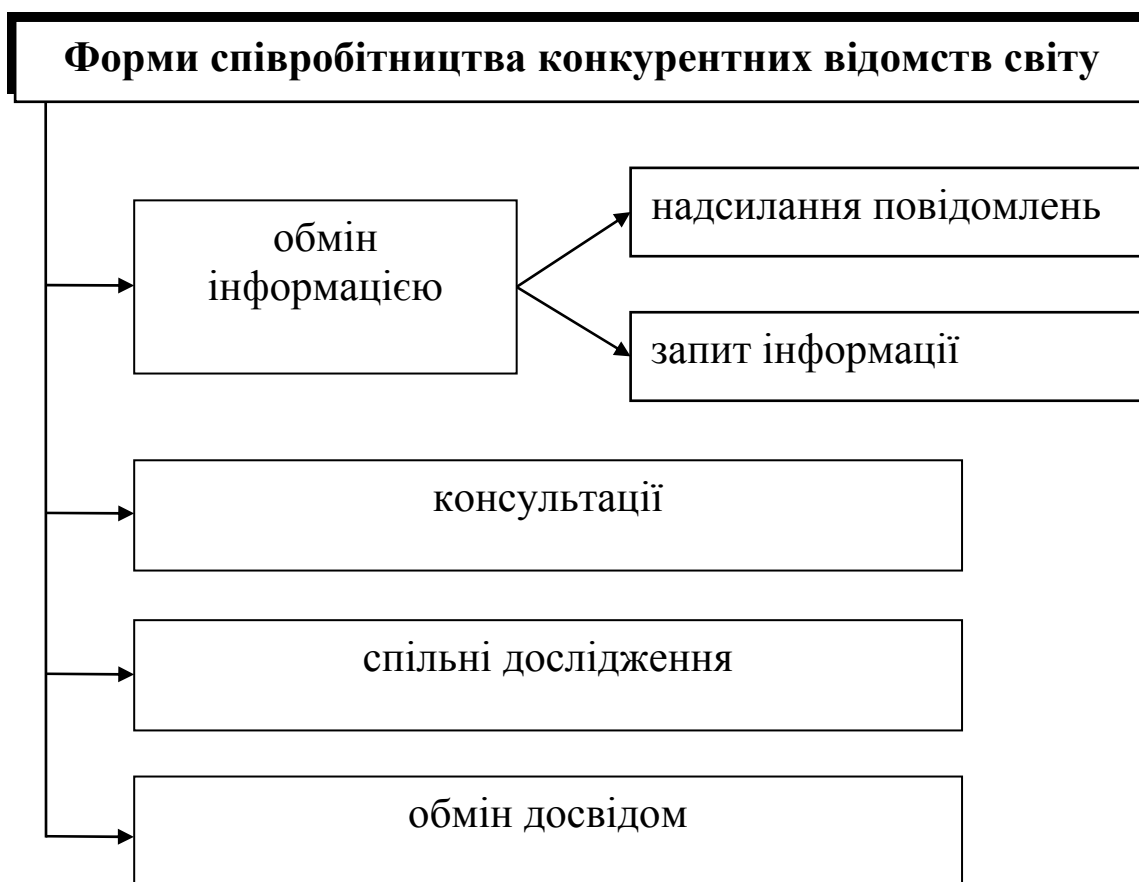 Форми співробітництва конкурентних відомств світу
обмін
інформацією
надсилання повідомлень
запит інформації
консультації
спільні дослідження
обмін досвідом